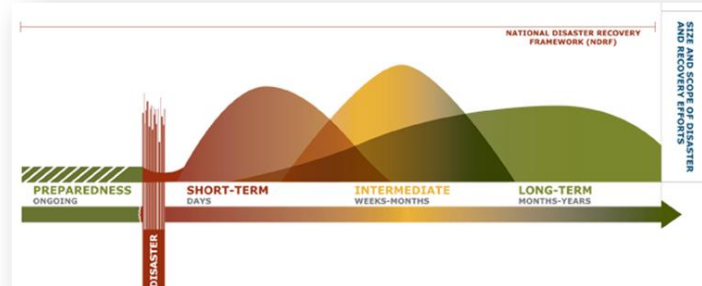 NATIONAL DISASTER RECOVERY
FRAMEWORK (NDRF)
SIZE AND SCOPE OF DISASTER
AND RECOVERY EFFORTS
PREPAREDNESS
ONGOING
SHORT-TERM
DAYS
INTERMEDIATE
WEEKS-MONTHS
LONG-TERM
MONTHS-YEARS
DISASTER